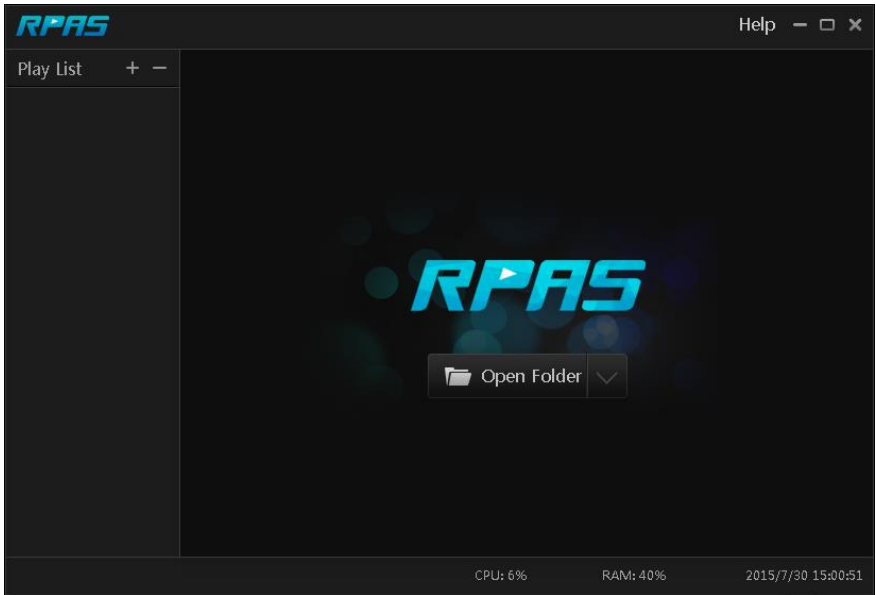 RPAS
Help
Play List + −
RPAS
Open Folder
CPU: 6% RAM: 40% 2015/7/30 15:00:51